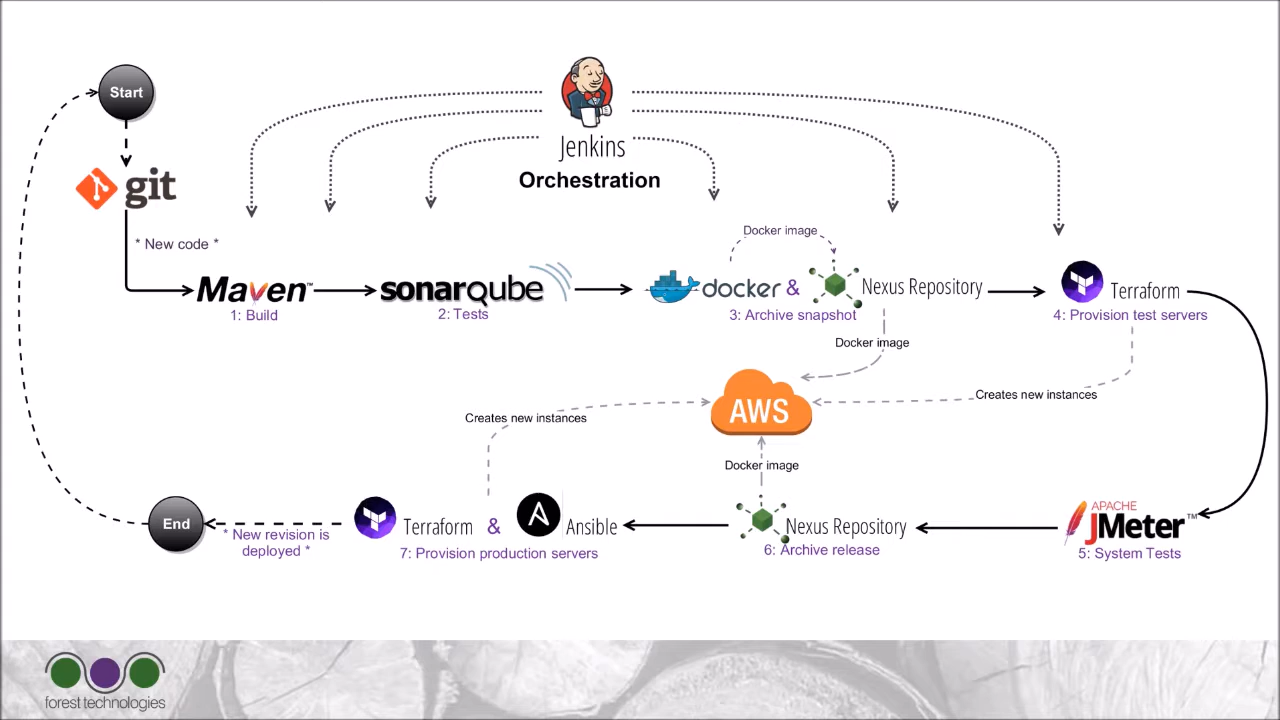 Start
git
* New code *
Jenkins
Orchestration
Maven™
1: Build
sonarqube
2: Tests
Docker image
docker & Nexus Repository
3: Archive snapshot
Terraform
4: Provision test servers
Docker image
AWS
Creates new instances
Creates new instances
Docker image
APACHE
JMeter™
5: System Tests
Nexus Repository
6: Archive release
Terraform & A Ansible
7: Provision production servers
* New revision is
deployed *
End
forest technologies